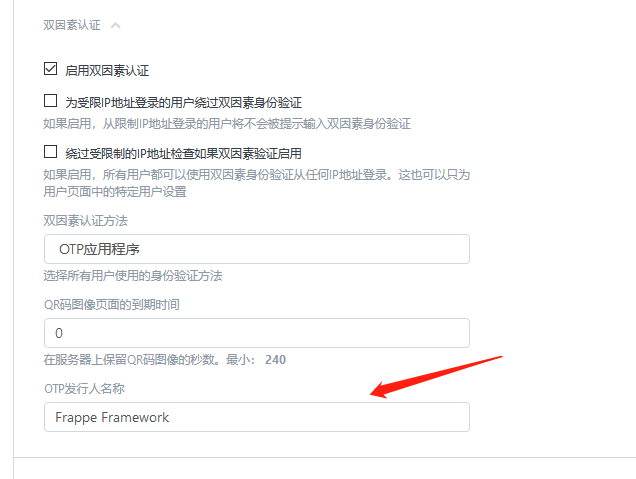 双因素认证
启用双因素认证
为受限IP地址登录的用户绕过双因素身份验证
如果启用，从限制IP地址登录的用户将不会被提示输入双因素身份验证
绕过受限制的IP地址检查如果双因素验证启用
如果启用，所有用户都可以使用双因素身份验证从任何IP地址登录。这也可以只为
用户页面中的特定用户设置
双因素认证方法
OTP应用程序
选择所有用户使用的身份验证方法
QR码图像页面的到期时间
0
在服务器上保留QR码图像的秒数。最小： 240
OTP发行人名称
Frappe Framework